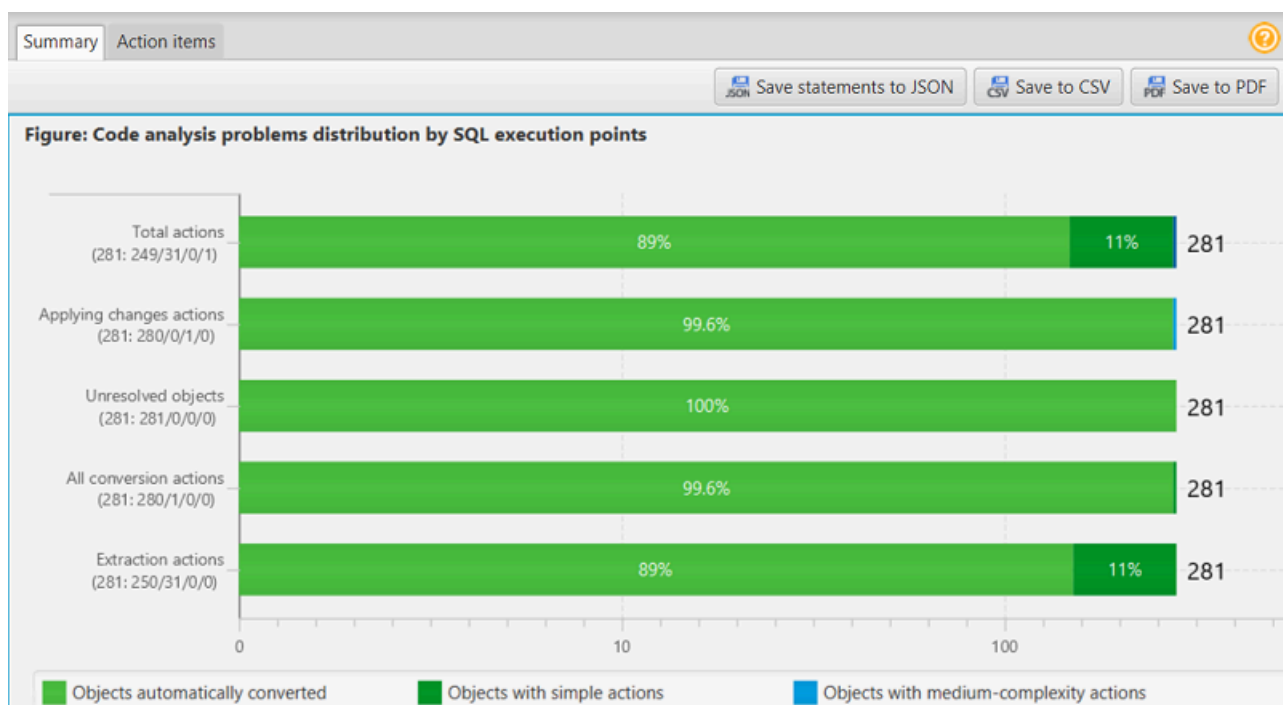 Summary Action items
?
JSON Save statements to JSON CSV Save to CSV PDF Save to PDF
Figure: Code analysis problems distribution by SQL execution points
Total actions
(281: 249/31/0/1)
89% 11% 281
Applying changes actions
(281: 280/0/1/0)
99.6% 281
Unresolved objects
(281: 281/0/0/0)
100% 281
All conversion actions
(281: 280/1/0/0)
99.6% 281
Extraction actions
(281: 250/31/0/0)
89% 11% 281
0 10 100
Objects automatically converted Objects with simple actions Objects with medium-complexity actions